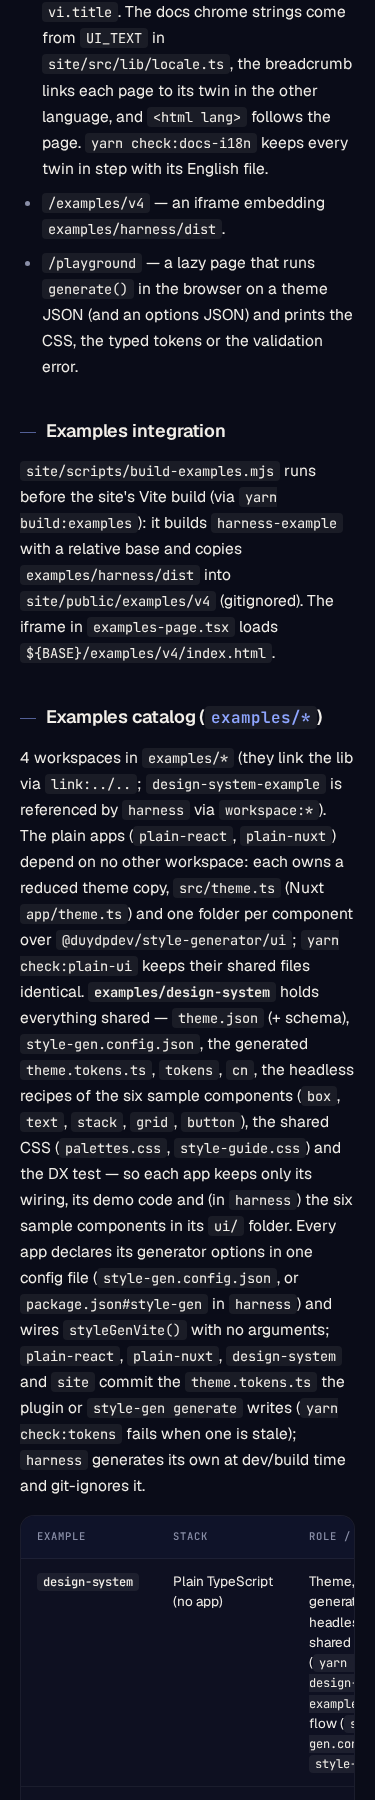 vi.title. The docs chrome strings come
from UI_TEXT in
site/src/lib/locale.ts, the breadcrumb
links each page to its twin in the other
language, and <html lang> follows the
page. yarn check:docs-i18n keeps every
twin in step with its English file.
• /examples/v4 — an iframe embedding
examples/harness/dist.
• /playground — a lazy page that runs
generate() in the browser on a theme
JSON (and an options JSON) and prints the
CSS, the typed tokens or the validation
error.
— Examples integration
site/scripts/build-examples.mjs runs
before the site's Vite build (via yarn
build:examples): it builds harness-example
with a relative base and copies
examples/harness/dist into
site/public/examples/v4 (gitignored). The
iframe in examples-page.tsx loads
${BASE}/examples/v4/index.html.
— Examples catalog (examples/*)
4 workspaces in examples/* (they link the lib
via link:../..; design-system-example is
referenced by harness via workspace:*).
The plain apps (plain-react, plain-nuxt)
depend on no other workspace: each owns a
reduced theme copy, src/theme.ts (Nuxt
app/theme.ts) and one folder per component
over @duydpdev/style-generator/ui; yarn
check:plain-ui keeps their shared files
identical. examples/design-system holds
everything shared — theme.json (+ schema),
style-gen.config.json, the generated
theme.tokens.ts, tokens, cn, the headless
recipes of the six sample components (box,
text, stack, grid, button), the shared
CSS (palettes.css, style-guide.css) and
the DX test — so each app keeps only its
wiring, its demo code and (in harness) the six
sample components in its ui/ folder. Every
app declares its generator options in one
config file (style-gen.config.json, or
package.json#style-gen in harness) and
wires styleGenVite() with no arguments;
plain-react, plain-nuxt, design-system
and site commit the theme.tokens.ts the
plugin or style-gen generate writes (yarn
check:tokens fails when one is stale);
harness generates its own at dev/build time
and git-ignores it.
EXAMPLE STACK ROLE /
design-system Plain TypeScript Theme,
(no app) generat
headles
shared
(yarn
design-
example
flow (s
gen.con
style-